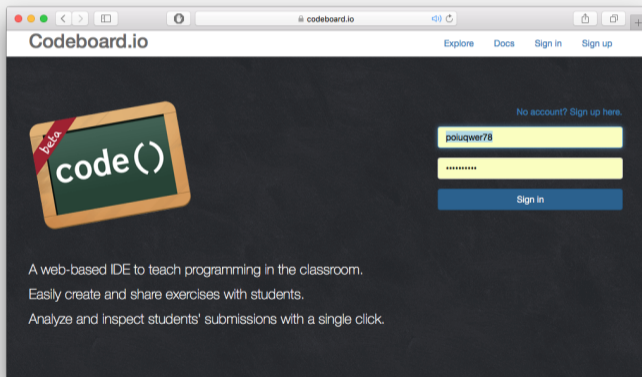 codeboard.io
Codeboard.io
Explore Docs Sign in Sign up
beta
code()
No account? Sign up here.
poiuqwer78
••••••••••
Sign in
A web-based IDE to teach programming in the classroom.
Easily create and share exercises with students.
Analyze and inspect students' submissions with a single click.